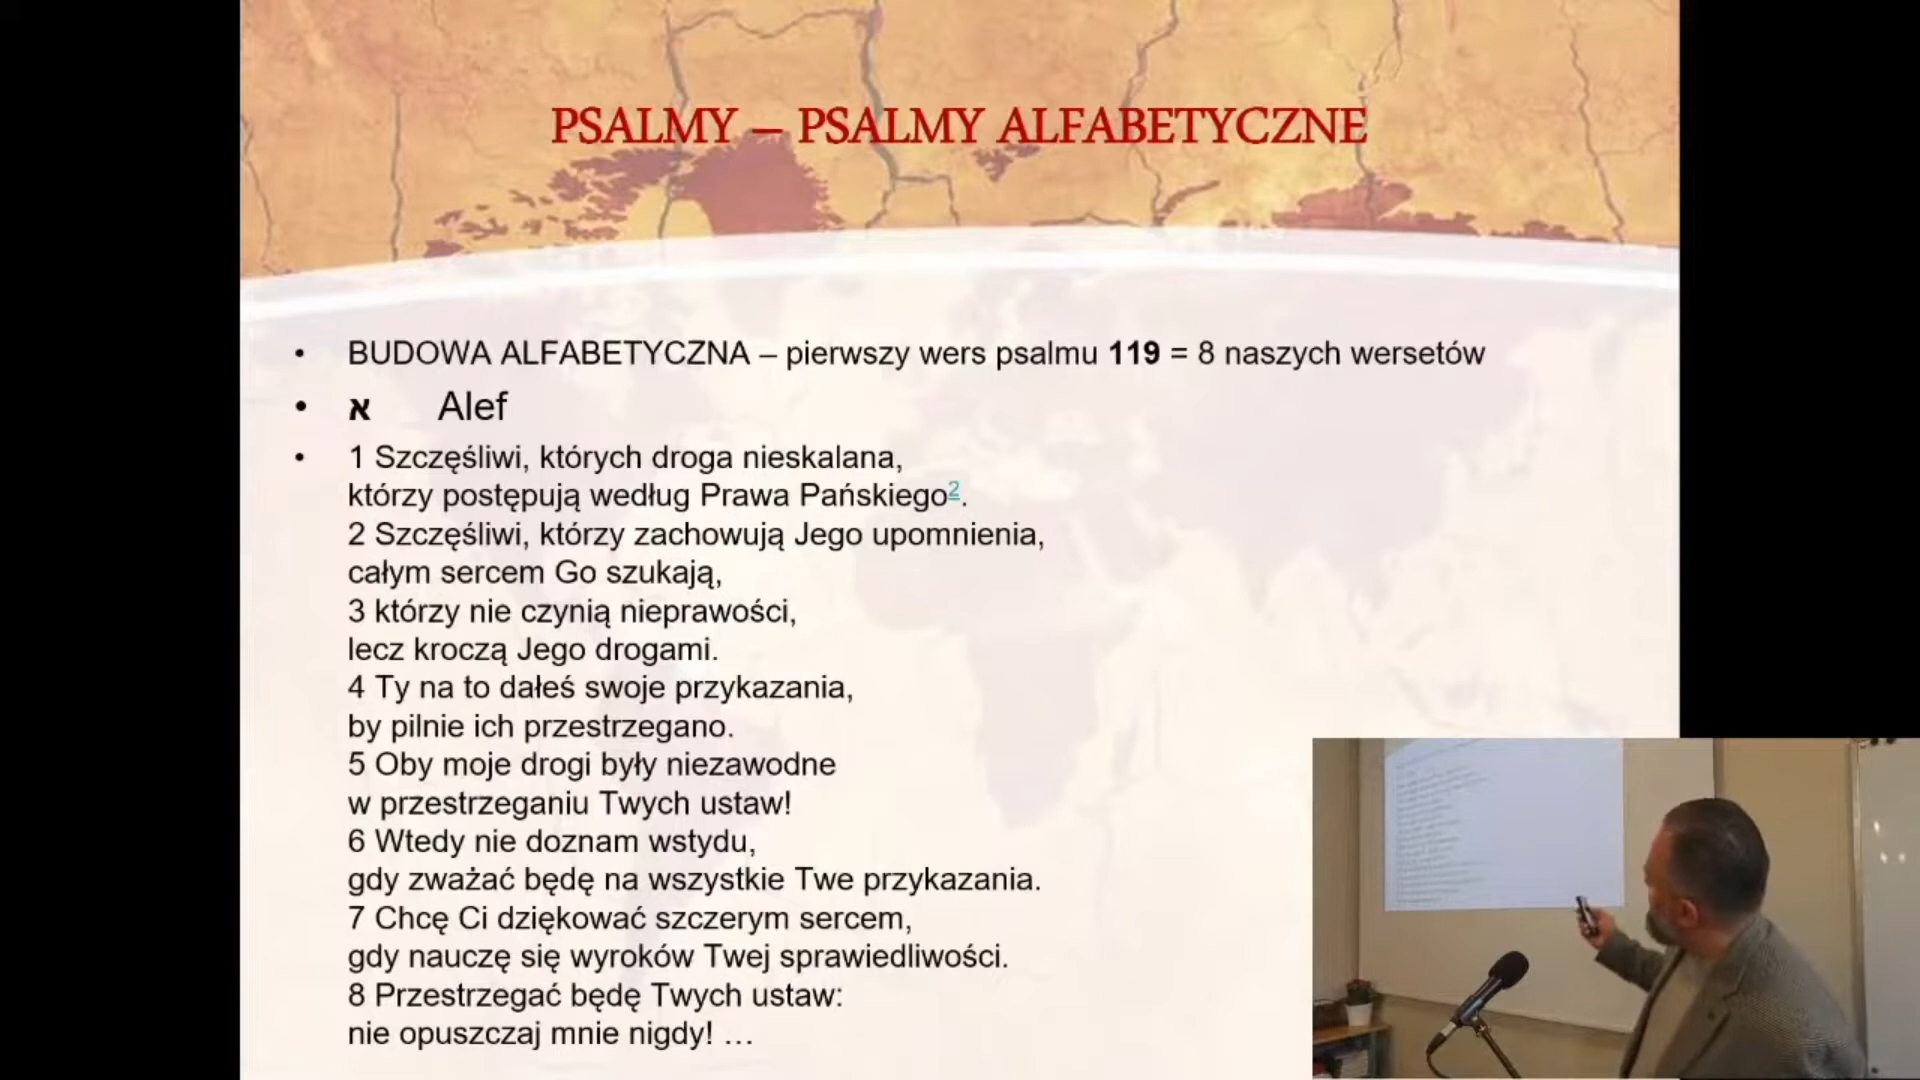 PSALMY – PSALMY ALFABETYCZNE
• BUDOWA ALFABETYCZNA – pierwszy wers psalmu 119 = 8 naszych wersetów
• א Alef
• 1 Szczęśliwi, których droga nieskalana,
którzy postępują według Prawa Pańskiego2.
2 Szczęśliwi, którzy zachowują Jego upomnienia,
całym sercem Go szukają,
3 którzy nie czynią nieprawości,
lecz kroczą Jego drogami.
4 Ty na to dałeś swoje przykazania,
by pilnie ich przestrzegano.
5 Oby moje drogi były niezawodne
w przestrzeganiu Twych ustaw!
6 Wtedy nie doznam wstydu,
gdy zważać będę na wszystkie Twe przykazania.
7 Chcę Ci dziękować szczerym sercem,
gdy nauczę się wyroków Twej sprawiedliwości.
8 Przestrzegać będę Twych ustaw:
nie opuszczaj mnie nigdy! …